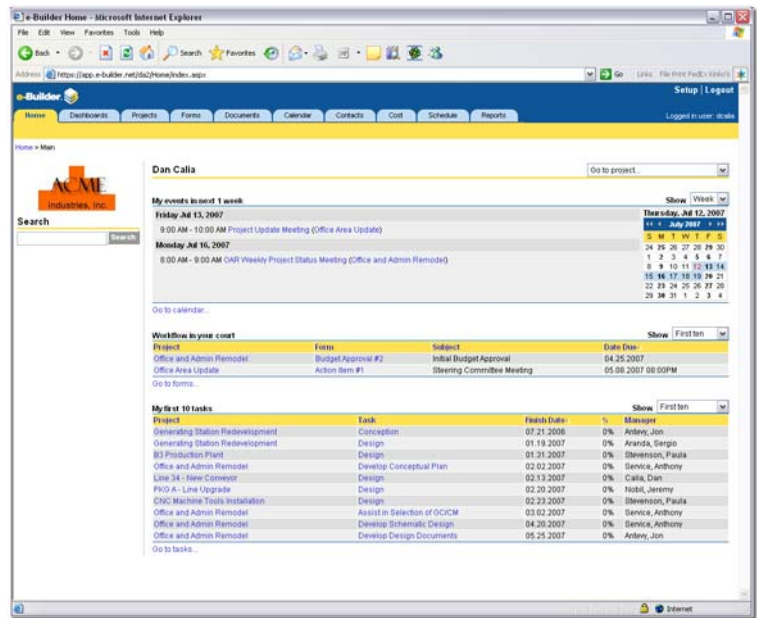 e-Builder Home - Microsoft Internet Explorer
File Edit View Favorites Tools Help
Back Search Favorites
Address https://app.e-builder.net/da2/Home/index.aspx Go Links
e-Builder. Setup | Logout
Home Dashboards Projects Forms Documents Calendar Contacts Cost Schedule Reports Logged in user: dcalia
Home > Main
ACME
Industries, Inc.
Search
Search
Dan Calia Go to project...
My events in next 1 week Show Week
Friday Jul 13, 2007
9:00 AM - 10:00 AM Project Update Meeting (Office Area Update)
Monday Jul 16, 2007
8:00 AM - 9:00 AM OAR Weekly Project Status Meeting (Office and Admin Remodel)
Thursday, Jul 12, 2007
July 2007
S M T W T F S
24 25 26 27 28 29 30
1 2 3 4 5 6 7
8 9 10 11 12 13 14
15 16 17 18 19 20 21
22 23 24 25 26 27 28
29 30 31 1 2 3 4
Go to calendar...
Workflow in your court Show First ten
Project Form Subject Date Due
Office and Admin Remodel Budget Approval #2 Initial Budget Approval 04.25.2007
Office Area Update Action Item #1 Steering Committee Meeting 05.08.2007 08:00PM
Go to forms...
My first 10 tasks Show First ten
Project Task Finish Date % Manager
Generating Station Redevelopment Conception 07.21.2006 0% Antevy, Jon
Generating Station Redevelopment Design 01.19.2007 0% Aranda, Sergio
B3 Production Plant Design 01.31.2007 0% Stevenson, Paula
Office and Admin Remodel Develop Conceptual Plan 02.02.2007 0% Service, Anthony
Line 34 - New Conveyor Design 02.13.2007 0% Calia, Dan
PKG A - Line Upgrade Design 02.20.2007 0% Nobil, Jeremy
CNC Machine Tools Installation Design 02.23.2007 0% Stevenson, Paula
Office and Admin Remodel Assist in Selection of GC/CM 03.02.2007 0% Service, Anthony
Office and Admin Remodel Develop Schematic Design 04.20.2007 0% Service, Anthony
Office and Admin Remodel Develop Design Documents 05.25.2007 0% Antevy, Jon
Go to tasks...
Internet